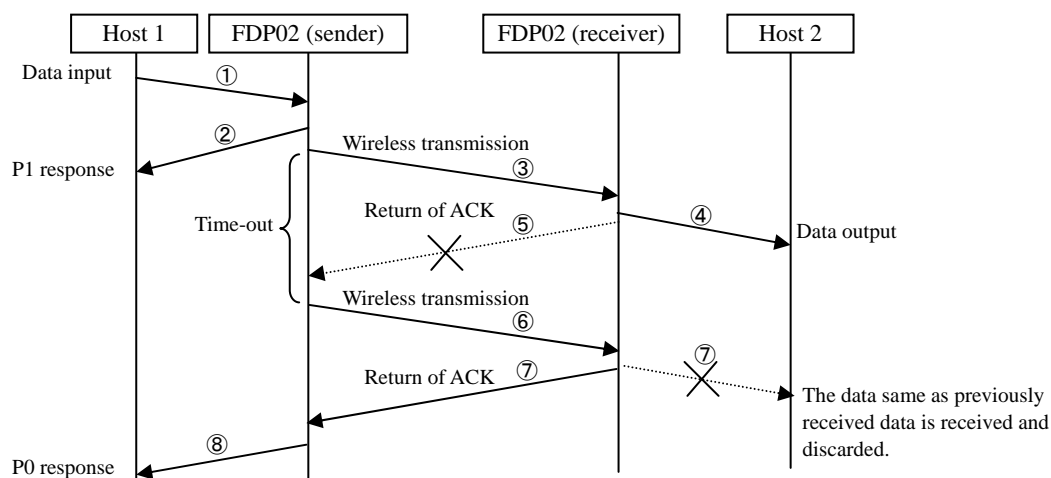 Host 1
FDP02 (sender)
FDP02 (receiver)
Host 2
Data input
①
②
Wireless transmission
P1 response
③
Return of ACK
④
Time-out
⑤
Data output
Wireless transmission
⑥
⑦
Return of ACK
⑦
The data same as previously
received data is received and
discarded.
⑧
P0 response